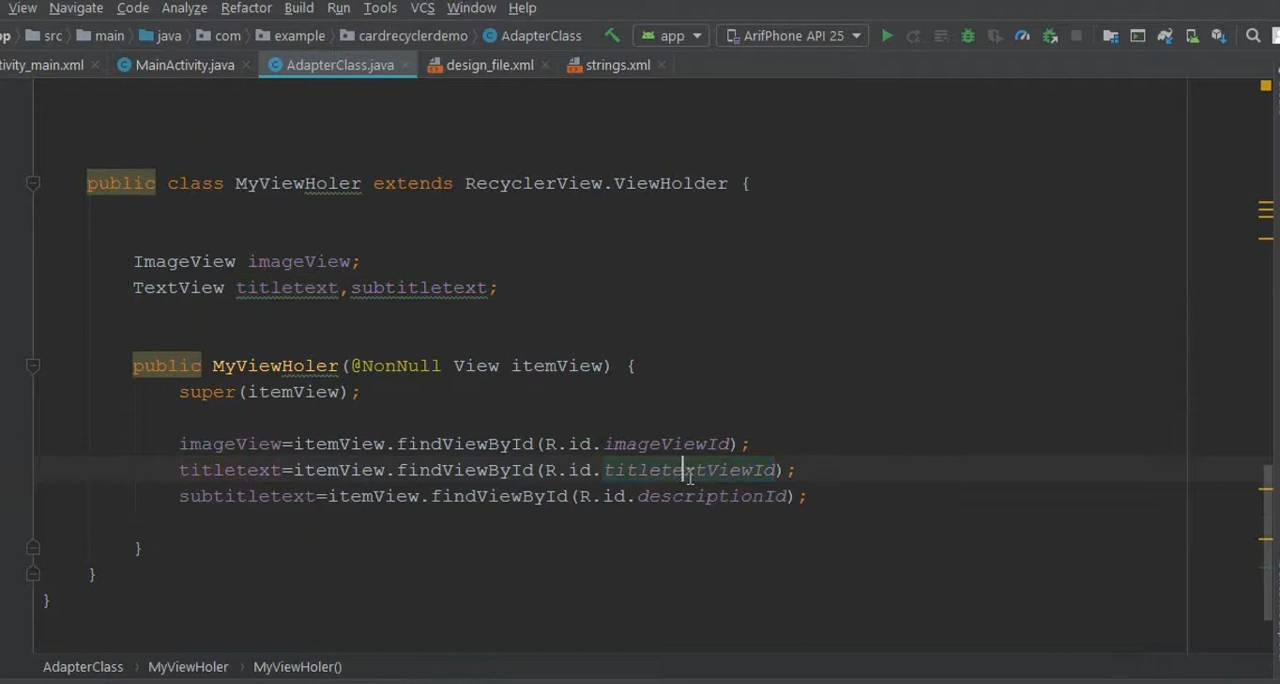 View Navigate Code Analyze Refactor Build Run Tools VCS Window Help
src main java com example cardrecyclerdemo AdapterClass app ArifPhone API 25
tivity_main.xml MainActivity.java AdapterClass.java design_file.xml strings.xml
public class MyViewHoler extends RecyclerView.ViewHolder {
ImageView imageView;
TextView titletext,subtitletext;
public MyViewHoler(@NonNull View itemView) {
super(itemView);
imageView=itemView.findViewById(R.id.imageViewId);
titletext=itemView.findViewById(R.id.titletextViewId);
subtitletext=itemView.findViewById(R.id.descriptionId);
}
}
}
AdapterClass MyViewHoler MyViewHoler()